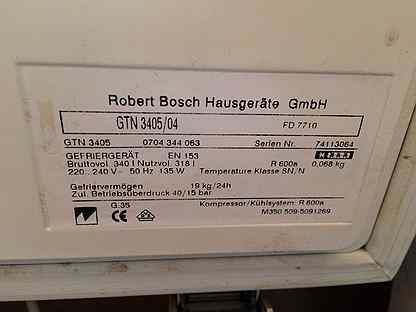 Robert Bosch Hausgeräte GmbH
GTN 3405/04 FD 7710
GTN 3405 0704 344 063 Serien Nr. 74113064
GEFRIERGERÄT EN 153
Bruttovol. 340 l Nutzvol. 318 l R 600a 0,068 kg
220...240 V~ 50 Hz 135 W Temperatur Klasse SN, N
Gefriervermögen 19 kg/24h
Zul. Betriebsüberdruck 40/15 bar
G.35 Kompressor/Kühlsystem: R 600a
CE M350 509-5091269